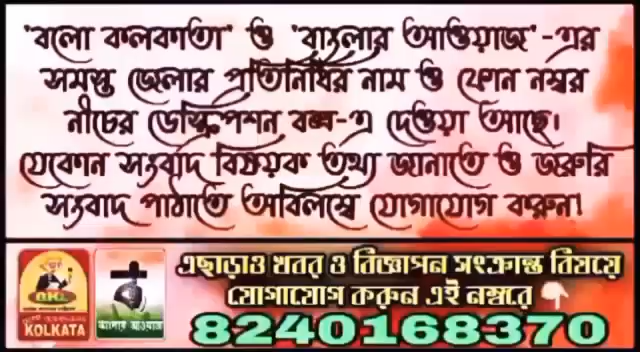 'বলো কলকাতা' ও 'বাংলার আওয়াজ'-এর
সমস্ত জেলার প্রতিনিধির নাম ও ফোন নম্বর
নীচের ডেস্ক্রিপশন বক্স-এ দেওয়া আছে।
যেকোন সংবাদ বিষয়ক তথ্য জানাতে ও জরুরি
সংবাদ পাঠাতে অবিলম্বে যোগাযোগ করুন!
এছাড়াও খবর ও বিজ্ঞাপন সংক্রান্ত বিষয়ে
যোগাযোগ করুন এই নম্বরে
8240168370
KOLKATA
বাংলার আওয়াজ